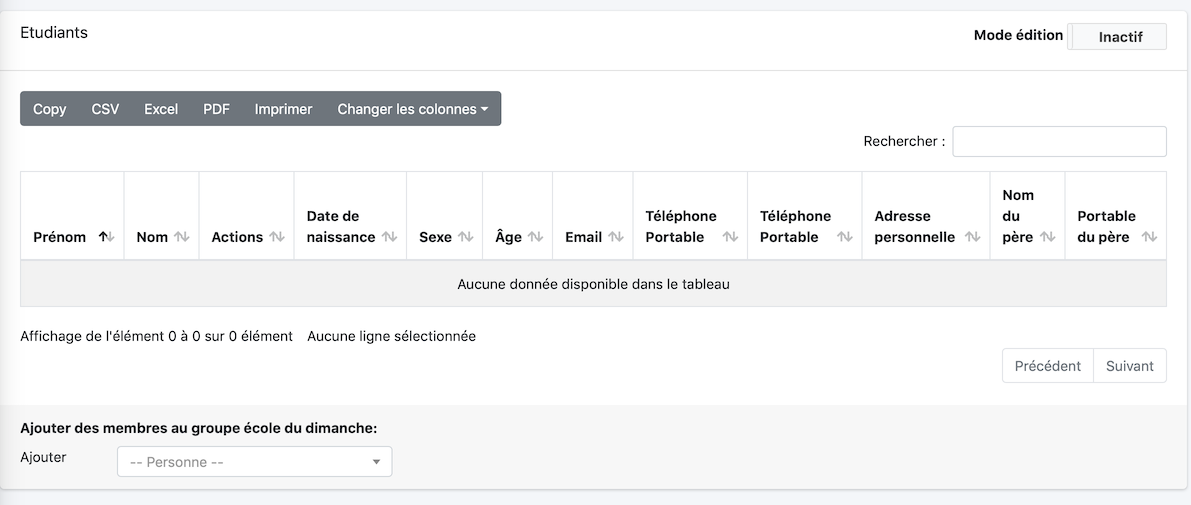 Etudiants
Mode édition Inactif
Copy CSV Excel PDF Imprimer Changer les colonnes
Rechercher :
Prénom Nom Actions Date de naissance Sexe Âge Email Téléphone Portable Téléphone Portable Adresse personnelle Nom du père Portable du père
Aucune donnée disponible dans le tableau
Affichage de l'élément 0 à 0 sur 0 élément Aucune ligne sélectionnée
Précédent Suivant
Ajouter des membres au groupe école du dimanche:
Ajouter -- Personne --